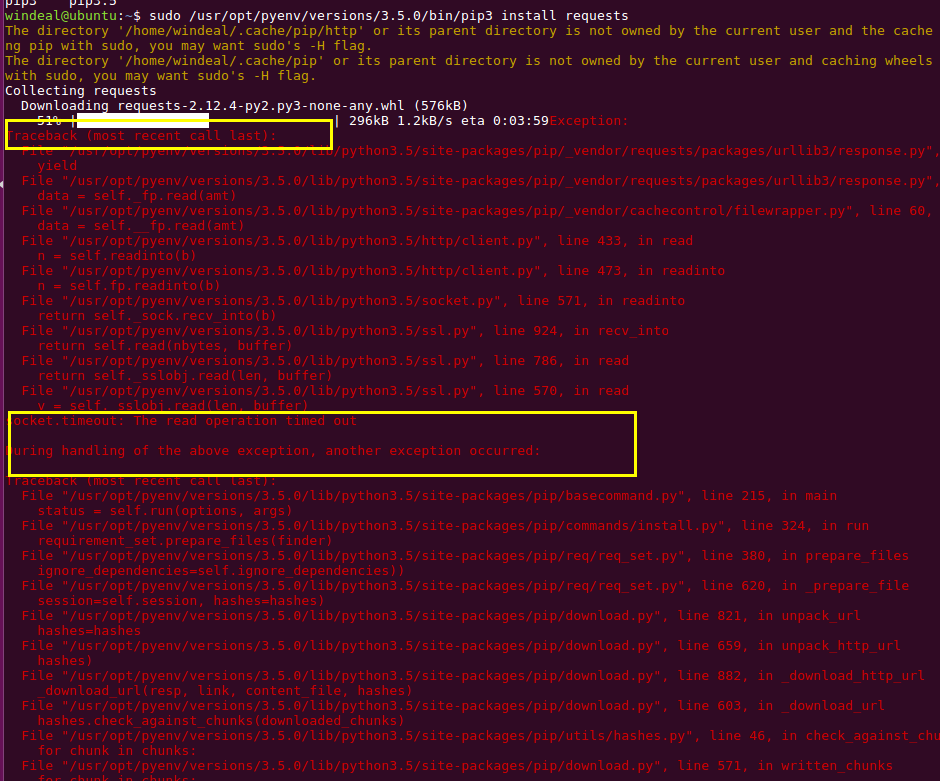 pip3    pip3.5
windeal@ubuntu:~$ sudo /usr/opt/pyenv/versions/3.5.0/bin/pip3 install requests
The directory '/home/windeal/.cache/pip/http' or its parent directory is not owned by the current user and the cache
ng pip with sudo, you may want sudo's -H flag.
The directory '/home/windeal/.cache/pip' or its parent directory is not owned by the current user and caching wheels
with sudo, you may want sudo's -H flag.
Collecting requests
  Downloading requests-2.12.4-py2.py3-none-any.whl (576kB)
    51% | | 296kB 1.2kB/s eta 0:03:59Exception:
Traceback (most recent call last):
  File "/usr/opt/pyenv/versions/3.5.0/lib/python3.5/site-packages/pip/_vendor/requests/packages/urllib3/response.py",
    yield
  File "/usr/opt/pyenv/versions/3.5.0/lib/python3.5/site-packages/pip/_vendor/requests/packages/urllib3/response.py",
    data = self._fp.read(amt)
  File "/usr/opt/pyenv/versions/3.5.0/lib/python3.5/site-packages/pip/_vendor/cachecontrol/filewrapper.py", line 60,
    data = self.__fp.read(amt)
  File "/usr/opt/pyenv/versions/3.5.0/lib/python3.5/http/client.py", line 433, in read
    n = self.readinto(b)
  File "/usr/opt/pyenv/versions/3.5.0/lib/python3.5/http/client.py", line 473, in readinto
    n = self.fp.readinto(b)
  File "/usr/opt/pyenv/versions/3.5.0/lib/python3.5/socket.py", line 571, in readinto
    return self._sock.recv_into(b)
  File "/usr/opt/pyenv/versions/3.5.0/lib/python3.5/ssl.py", line 924, in recv_into
    return self.read(nbytes, buffer)
  File "/usr/opt/pyenv/versions/3.5.0/lib/python3.5/ssl.py", line 786, in read
    return self._sslobj.read(len, buffer)
  File "/usr/opt/pyenv/versions/3.5.0/lib/python3.5/ssl.py", line 570, in read
    v = self._sslobj.read(len, buffer)
socket.timeout: The read operation timed out
During handling of the above exception, another exception occurred:
Traceback (most recent call last):
  File "/usr/opt/pyenv/versions/3.5.0/lib/python3.5/site-packages/pip/basecommand.py", line 215, in main
    status = self.run(options, args)
  File "/usr/opt/pyenv/versions/3.5.0/lib/python3.5/site-packages/pip/commands/install.py", line 324, in run
    requirement_set.prepare_files(finder)
  File "/usr/opt/pyenv/versions/3.5.0/lib/python3.5/site-packages/pip/req/req_set.py", line 380, in prepare_files
    ignore_dependencies=self.ignore_dependencies))
  File "/usr/opt/pyenv/versions/3.5.0/lib/python3.5/site-packages/pip/req/req_set.py", line 620, in _prepare_file
    session=self.session, hashes=hashes)
  File "/usr/opt/pyenv/versions/3.5.0/lib/python3.5/site-packages/pip/download.py", line 821, in unpack_url
    hashes=hashes
  File "/usr/opt/pyenv/versions/3.5.0/lib/python3.5/site-packages/pip/download.py", line 659, in unpack_http_url
    hashes)
  File "/usr/opt/pyenv/versions/3.5.0/lib/python3.5/site-packages/pip/download.py", line 882, in _download_http_url
    _download_url(resp, link, content_file, hashes)
  File "/usr/opt/pyenv/versions/3.5.0/lib/python3.5/site-packages/pip/download.py", line 603, in _download_url
    hashes.check_against_chunks(downloaded_chunks)
  File "/usr/opt/pyenv/versions/3.5.0/lib/python3.5/site-packages/pip/utils/hashes.py", line 46, in check_against_chu
    for chunk in chunks:
  File "/usr/opt/pyenv/versions/3.5.0/lib/python3.5/site-packages/pip/download.py", line 571, in written_chunks
    for chunk in chunks: